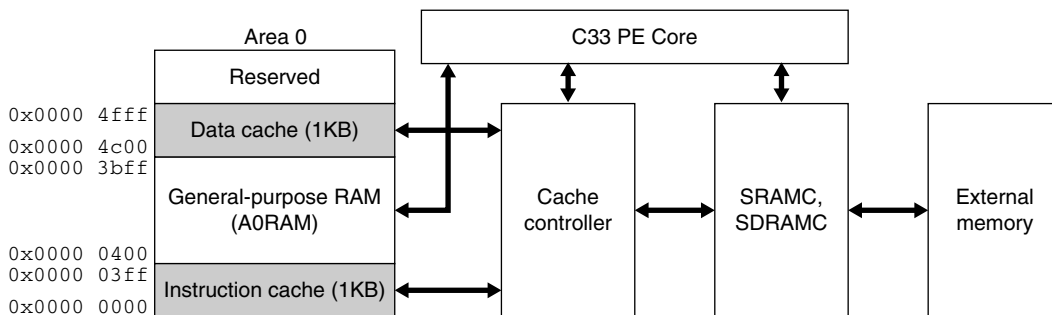 Area 0
C33 PE Core
Reserved
0x0000 4fff
Data cache (1KB)
0x0000 4c00
0x0000 3bff
General-purpose RAM
(A0RAM)
0x0000 0400
0x0000 03ff
Instruction cache (1KB)
0x0000 0000
Cache
controller
SRAMC,
SDRAMC
External
memory